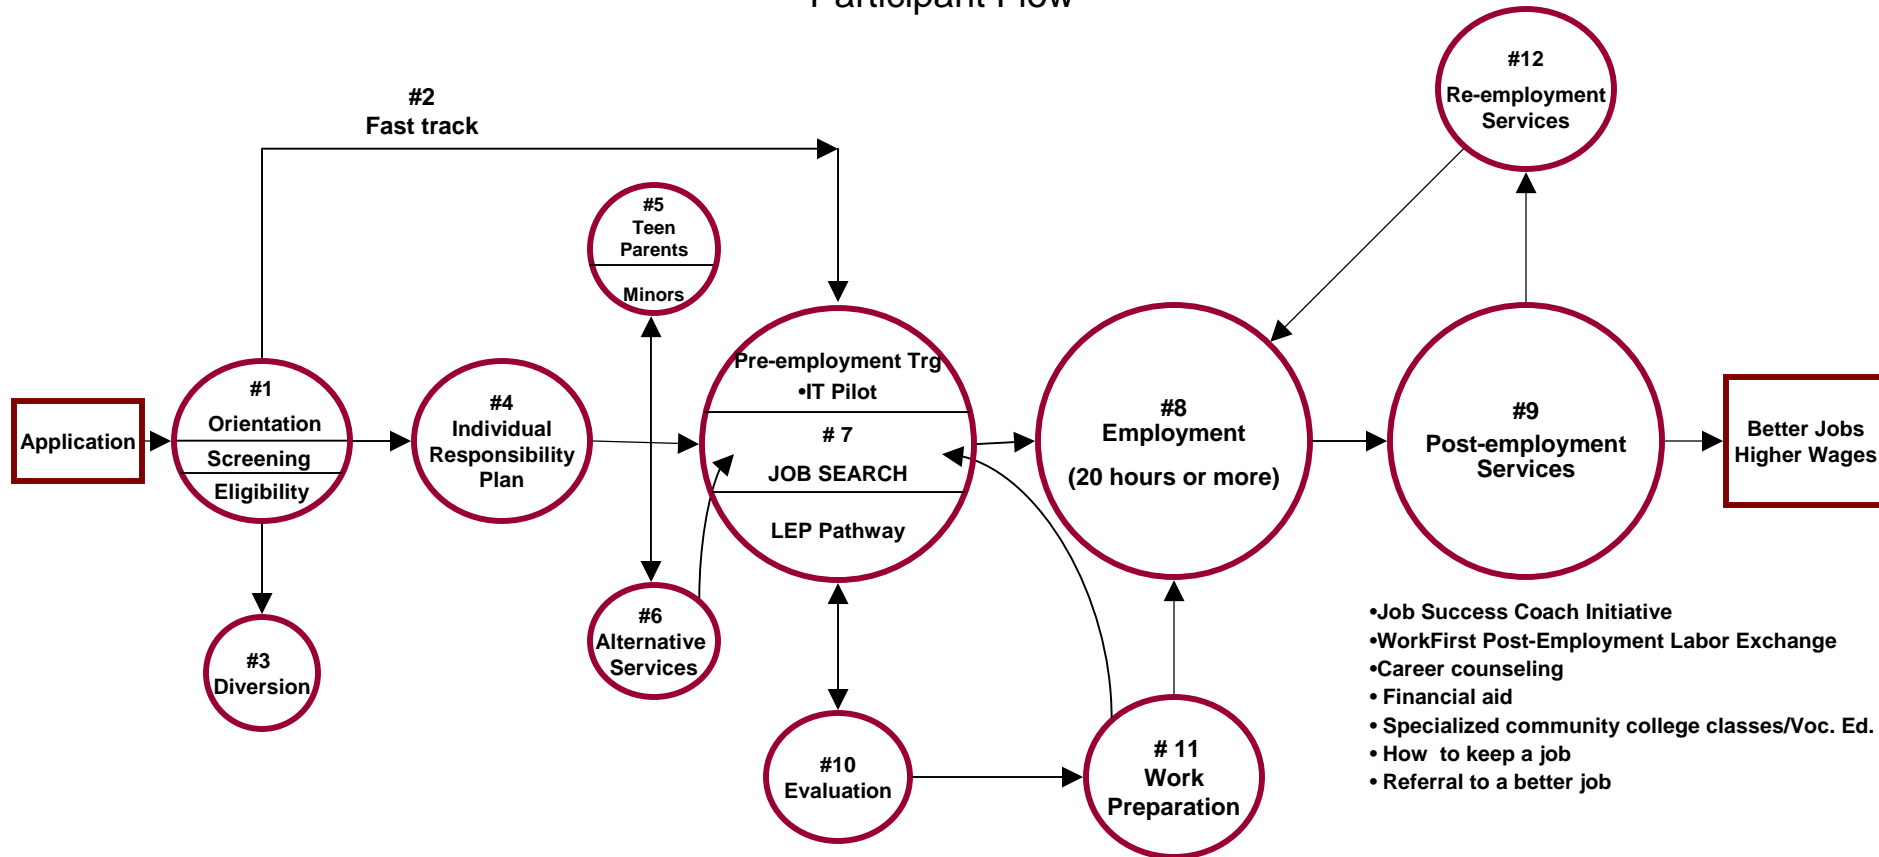 Participant Flow
#12
Re-employment
Services
#2
Fast track
#5
Teen
Parents
Minors
Application
#1
Orientation
Screening
Eligibility
#4
Individual
Responsibility
Plan
Pre-employment Trg
•IT Pilot
# 7
JOB SEARCH
LEP Pathway
#8
Employment
(20 hours or more)
#9
Post-employment
Services
Better Jobs
Higher Wages
#3
Diversion
#6
Alternative
Services
#10
Evaluation
# 11
Work
Preparation
•Job Success Coach Initiative
•WorkFirst Post-Employment Labor Exchange
•Career counseling
• Financial aid
• Specialized community college classes/Voc. Ed.
• How to keep a job
• Referral to a better job